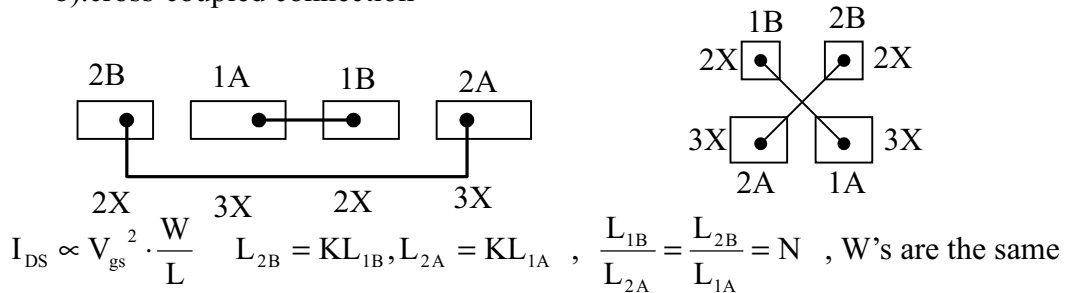 b).cross-coupled connection
1B 2B
2X 2X
2B 1A 1B 2A
3X 3X
2A 1A
2X 3X 2X 3X
I_DS ∝ V_gs^2 · W/L   L_2B = KL_1B, L_2A = KL_1A , L_1B/L_2A = L_2B/L_1A = N , W's are the same